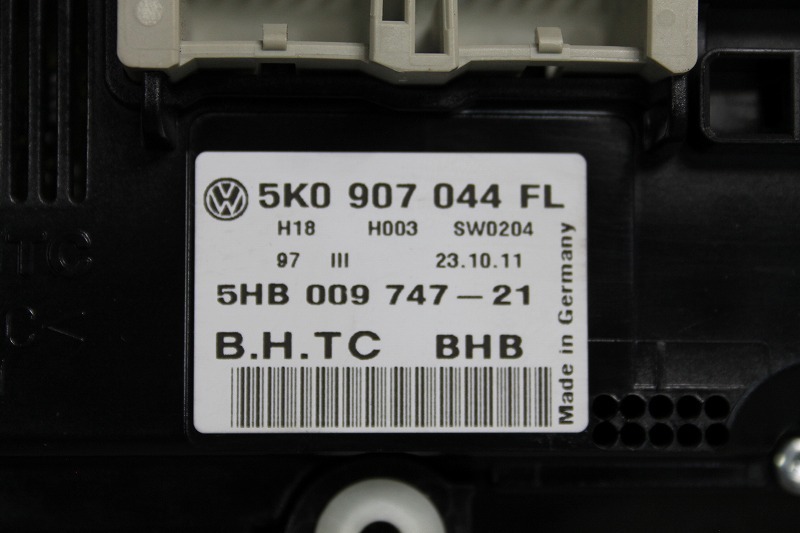 5K0 907 044 FL
H18 H003 SW0204
97 III 23.10.11
5HB 009 747-21
B.H.TC BHB
Made in Germany